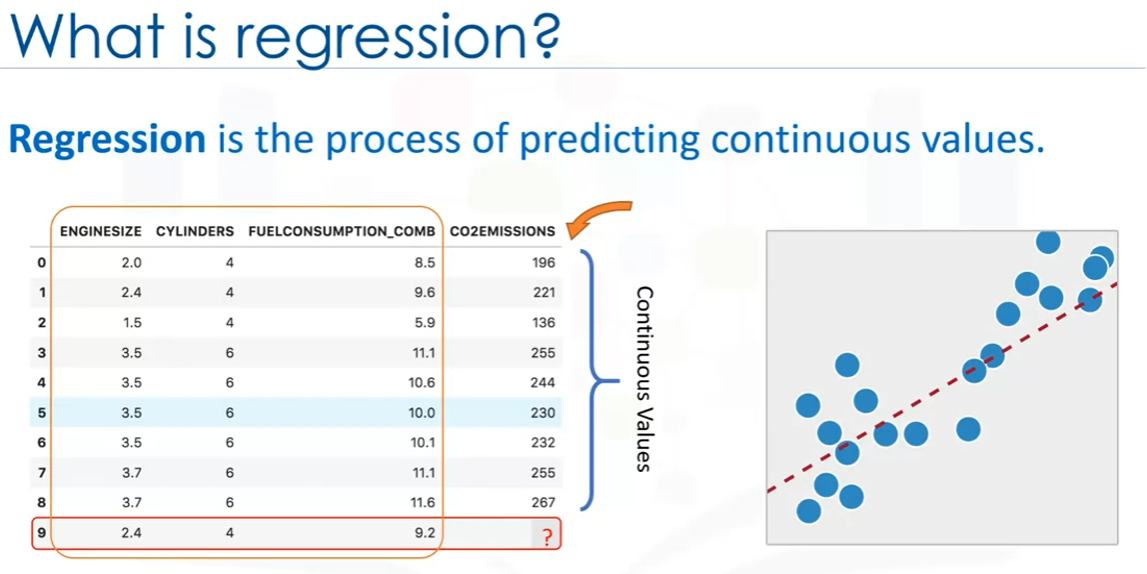 What is regression?
Regression is the process of predicting continuous values.
ENGINESIZE CYLINDERS FUELCONSUMPTION_COMB CO2EMISSIONS
0 2.0 4 8.5 196
1 2.4 4 9.6 221
2 1.5 4 5.9 136
3 3.5 6 11.1 255
4 3.5 6 10.6 244
5 3.5 6 10.0 230
6 3.5 6 10.1 232
7 3.7 6 11.1 255
8 3.7 6 11.6 267
9 2.4 4 9.2 ?
Continuous Values